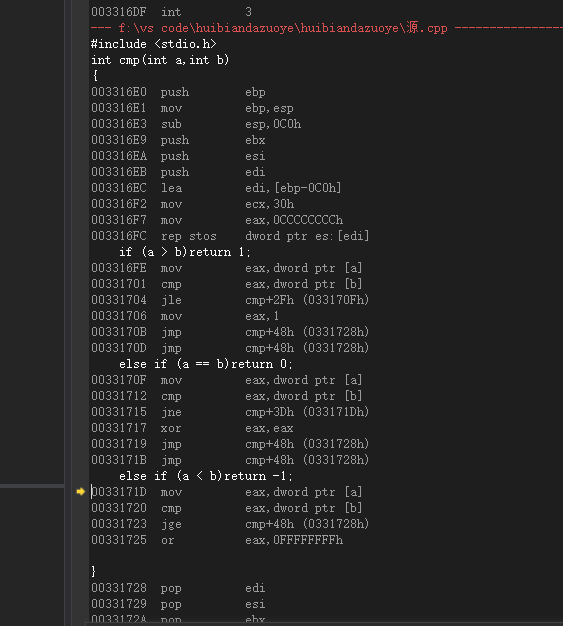 003316DF  int         3
--- f:\vs code\huibiandazuoye\huibiandazuoye\源.cpp -----------------
#include <stdio.h>
int cmp(int a,int b)
{
003316E0  push        ebp
003316E1  mov         ebp,esp
003316E3  sub         esp,0C0h
003316E9  push        ebx
003316EA  push        esi
003316EB  push        edi
003316EC  lea         edi,[ebp-0C0h]
003316F2  mov         ecx,30h
003316F7  mov         eax,0CCCCCCCCh
003316FC  rep stos    dword ptr es:[edi]
    if (a > b)return 1;
003316FE  mov         eax,dword ptr [a]
00331701  cmp         eax,dword ptr [b]
00331704  jle         cmp+2Fh (033170Fh)
00331706  mov         eax,1
0033170B  jmp         cmp+48h (0331728h)
0033170D  jmp         cmp+48h (0331728h)
    else if (a == b)return 0;
0033170F  mov         eax,dword ptr [a]
00331712  cmp         eax,dword ptr [b]
00331715  jne         cmp+3Dh (033171Dh)
00331717  xor         eax,eax
00331719  jmp         cmp+48h (0331728h)
0033171B  jmp         cmp+48h (0331728h)
    else if (a < b)return -1;
0033171D  mov         eax,dword ptr [a]
00331720  cmp         eax,dword ptr [b]
00331723  jge         cmp+48h (0331728h)
00331725  or          eax,0FFFFFFFFh
}
00331728  pop         edi
00331729  pop         esi
0033172A  pop         ebx